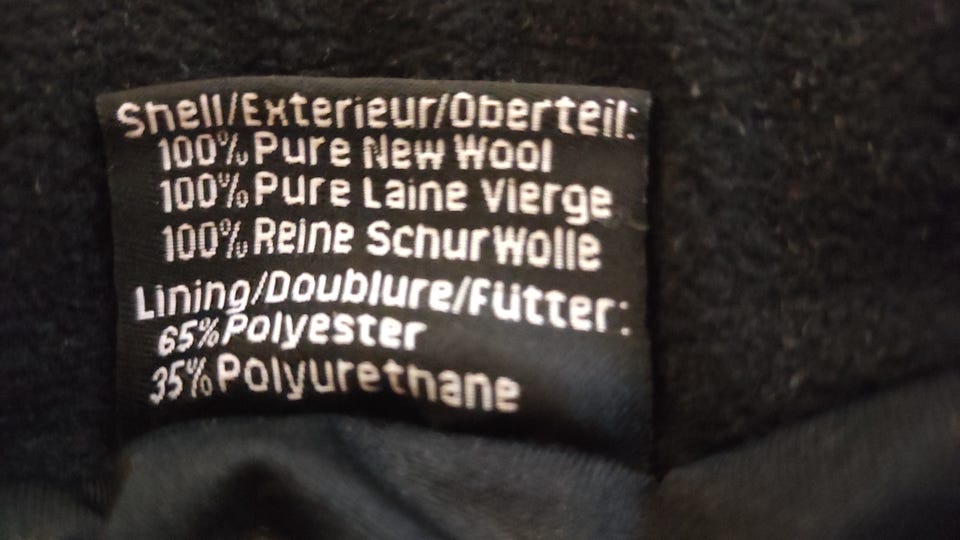 Shell/Exterieur/Oberteil:
100% Pure New Wool
100% Pure Laine Vierge
100% Reine SchurWolle
Lining/Doublure/Fütter:
65% Polyester
35% Polyurethane